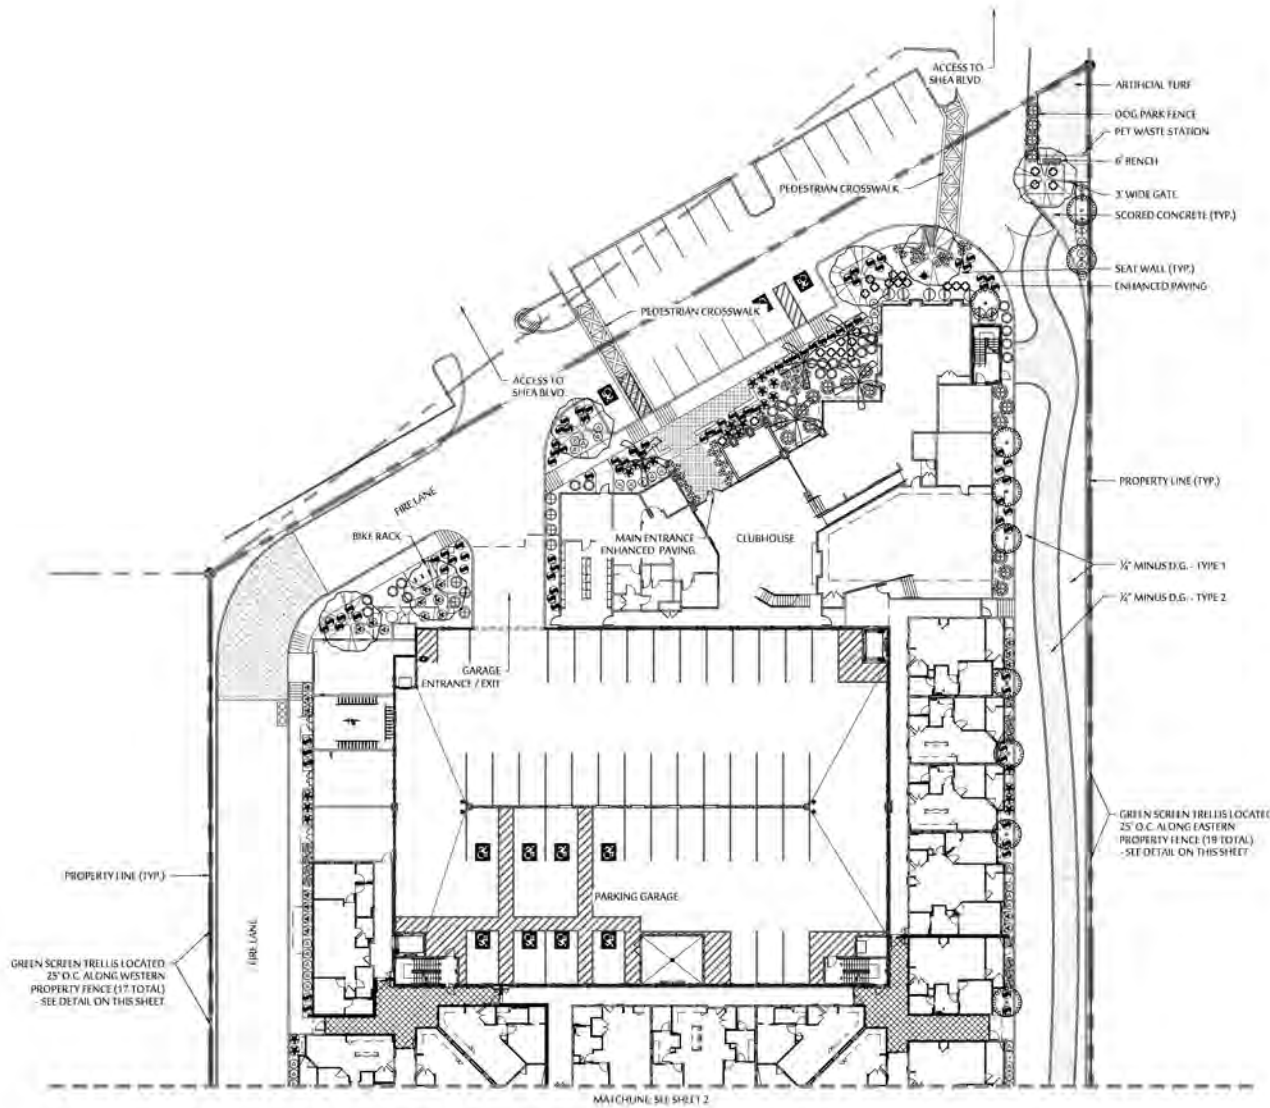 ACCESS TO
SHEA BLVD.
ARTIFICIAL TURF
DOG PARK FENCE
PET WASTE STATION
6' BENCH
3' WIDE GATE
SCORED CONCRETE (TYP.)
PEDESTRIAN CROSSWALK
SEAT WALL (TYP.)
ENHANCED PAVING
PEDESTRIAN CROSSWALK
ACCESS TO
SHEA BLVD.
PROPERTY LINE (TYP.)
FIRE LANE
BIKE RACK
MAIN ENTRANCE
ENHANCED PAVING
CLUBHOUSE
¼" MINUS D.G. - TYPE 1
¼" MINUS D.G. - TYPE 2
GARAGE
ENTRANCE / EXIT
GREEN SCREEN TRELLIS LOCATED
25' O.C. ALONG EASTERN
PROPERTY FENCE (19 TOTAL)
- SEE DETAIL ON THIS SHEET
PROPERTY LINE (TYP.)
PARKING GARAGE
FIRE LANE
GREEN SCREEN TRELLIS LOCATED
25' O.C. ALONG WESTERN
PROPERTY FENCE (17 TOTAL)
- SEE DETAIL ON THIS SHEET
MATCHLINE, SEE SHEET 2